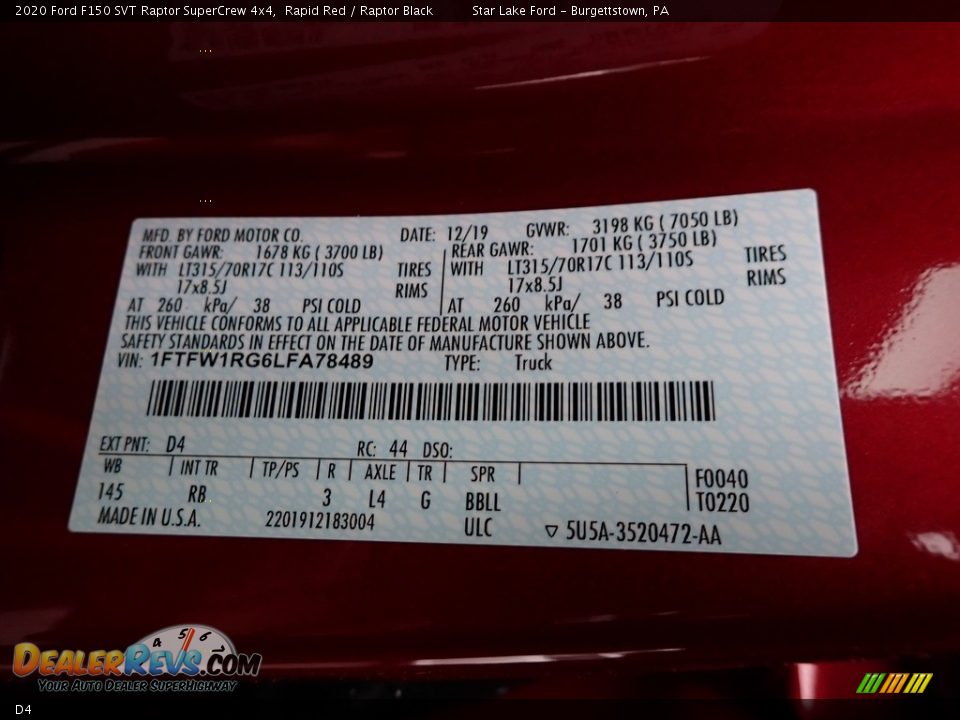 2020 Ford F150 SVT Raptor SuperCrew 4x4, Rapid Red / Raptor Black Star Lake Ford - Burgettstown, PA
MFD. BY FORD MOTOR CO. DATE: 12/19 GVWR: 3198 KG ( 7050 LB)
FRONT GAWR: 1678 KG ( 3700 LB) REAR GAWR: 1701 KG ( 3750 LB)
WITH LT315/70R17C 113/110S TIRES WITH LT315/70R17C 113/110S TIRES
17x8.5J RIMS 17x8.5J RIMS
AT 260 kPa/ 38 PSI COLD AT 260 kPa/ 38 PSI COLD
THIS VEHICLE CONFORMS TO ALL APPLICABLE FEDERAL MOTOR VEHICLE
SAFETY STANDARDS IN EFFECT ON THE DATE OF MANUFACTURE SHOWN ABOVE.
VIN: 1FTFW1RG6LFA78489 TYPE: Truck
EXT PNT: D4 RC: 44 DSO:
WB INT TR TP/PS R AXLE TR SPR F0040
145 RB 3 L4 G BBLL T0220
MADE IN U.S.A. 2201912183004 ULC ▽ 5U5A-3520472-AA
4 5 6
DEALERREVS.COM
YOUR AUTO DEALER SUPERHIGHWAY
D4